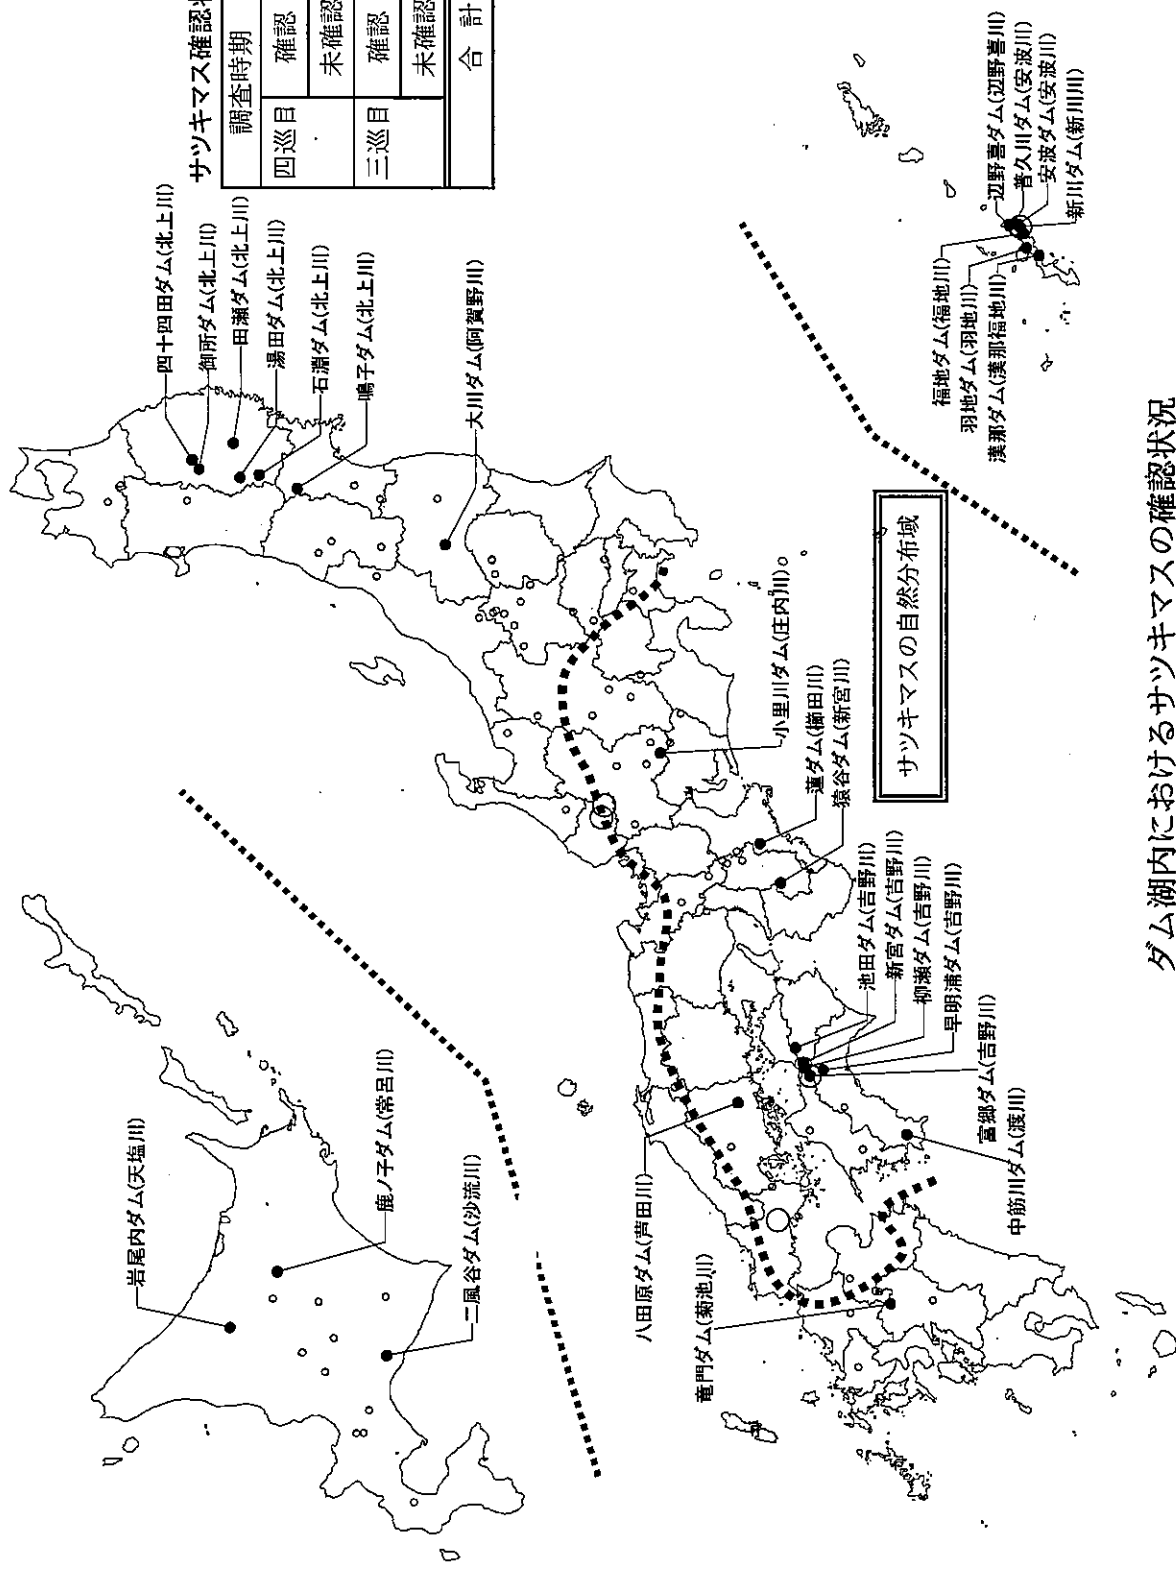 サツキマス確認状
調査時期
四巡目
確認
未確認
三巡目
確認
未確認
合 計
四十四田ダム(北上川)
御所ダム(北上川)
田瀬ダム(北上川)
湯田ダム(北上川)
石淵ダム(北上川)
鳴子ダム(北上川)
大川ダム(阿賀野川)
岩尾内ダム(天塩川)
鹿ノ子ダム(常呂川)
二風谷ダム(沙流川)
小里川ダム(庄内川)
蓮ダム(櫛田川)
猿谷ダム(新宮川)
池田ダム(吉野川)
新宮ダム(吉野川)
柳瀬ダム(吉野川)
早明浦ダム(吉野川)
富郷ダム(吉野川)
中筋川ダム(渡川)
八田原ダム(芦田川)
竜門ダム(菊池川)
サツキマスの自然分布域
福地ダム(福地川)
羽地ダム(羽地川)
漢那ダム(漢那福地川)
辺野喜ダム(辺野喜川)
普久川ダム(安波川)
安波ダム(安波川)
新川ダム(新川川)
ダム湖内におけるサツキマスの確認状況